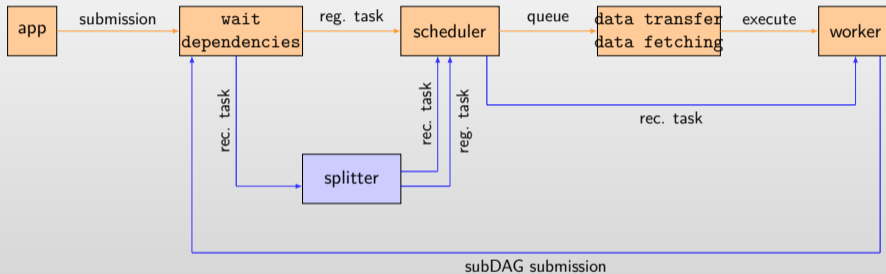 app
submission
wait
dependencies
reg. task
scheduler
queue
data transfer
data fetching
execute
worker
rec. task
splitter
rec. task
reg. task
rec. task
subDAG submission